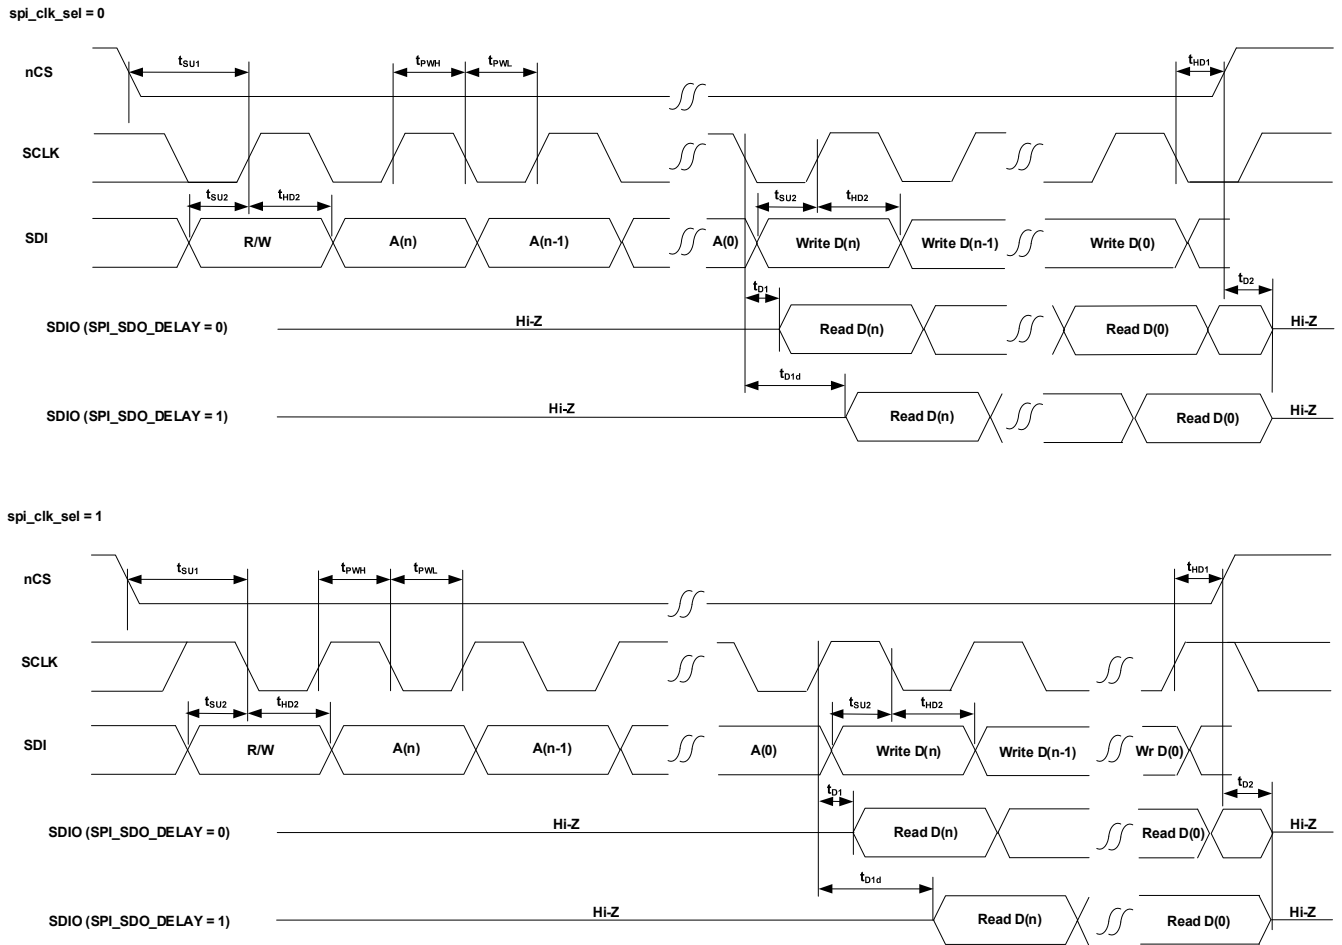 spi_clk_sel = 0
nCS tSU1 tPWH tPWL tHD1
SCLK
tSU2 tHD2 tSU2 tHD2
SDI R/W A(n) A(n-1) A(0) Write D(n) Write D(n-1) Write D(0)
tD1 tD2
SDIO (SPI_SDO_DELAY = 0) Hi-Z Read D(n) Read D(0) Hi-Z
tD1d
SDIO (SPI_SDO_DELAY = 1) Hi-Z Read D(n) Read D(0) Hi-Z
spi_clk_sel = 1
nCS tSU1 tPWH tPWL tHD1
SCLK
tSU2 tHD2 tSU2 tHD2
SDI R/W A(n) A(n-1) A(0) Write D(n) Write D(n-1) Wr D(0)
tD1 tD2
SDIO (SPI_SDO_DELAY = 0) Hi-Z Read D(n) Read D(0) Hi-Z
tD1d
SDIO (SPI_SDO_DELAY = 1) Hi-Z Read D(n) Read D(0) Hi-Z